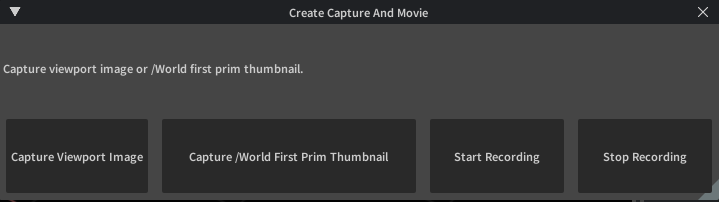 Create Capture And Movie
Capture viewport image or /World first prim thumbnail.
Capture Viewport Image
Capture /World First Prim Thumbnail
Start Recording
Stop Recording